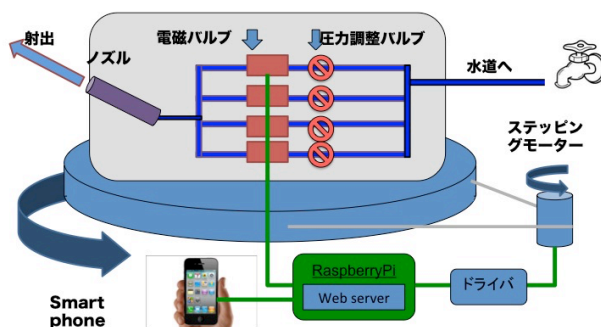 射出
ノズル
電磁バルブ
圧力調整バルブ
水道へ
ステッピン
グモーター
RaspberryPi
Web server
ドライバ
Smart
phone